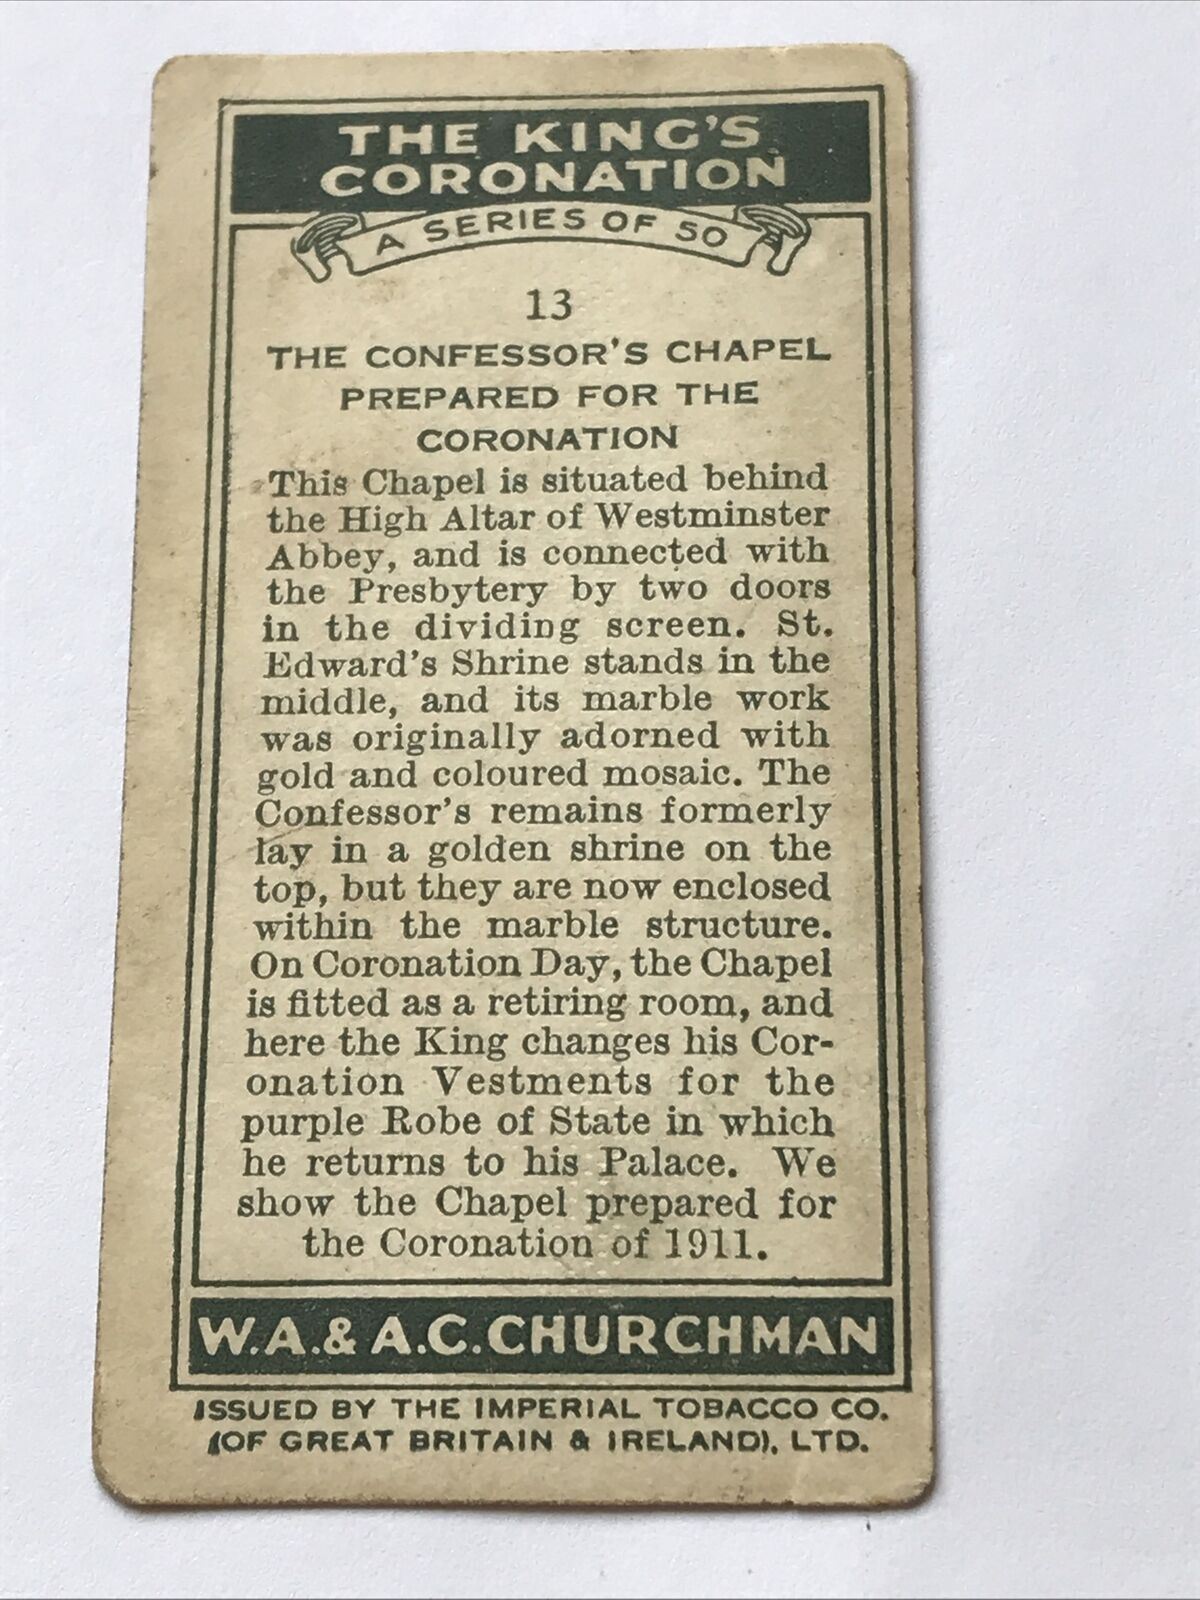 THE KING'S
CORONATION
A SERIES OF 50
13
THE CONFESSOR'S CHAPEL
PREPARED FOR THE
CORONATION
This Chapel is situated behind
the High Altar of Westminster
Abbey, and is connected with
the Presbytery by two doors
in the dividing screen. St.
Edward's Shrine stands in the
middle, and its marble work
was originally adorned with
gold and coloured mosaic. The
Confessor's remains formerly
lay in a golden shrine on the
top, but they are now enclosed
within the marble structure.
On Coronation Day, the Chapel
is fitted as a retiring room, and
here the King changes his Cor-
onation Vestments for the
purple Robe of State in which
he returns to his Palace. We
show the Chapel prepared for
the Coronation of 1911.
W.A.& A.C.CHURCHMAN
ISSUED BY THE IMPERIAL TOBACCO CO.
(OF GREAT BRITAIN & IRELAND), LTD.